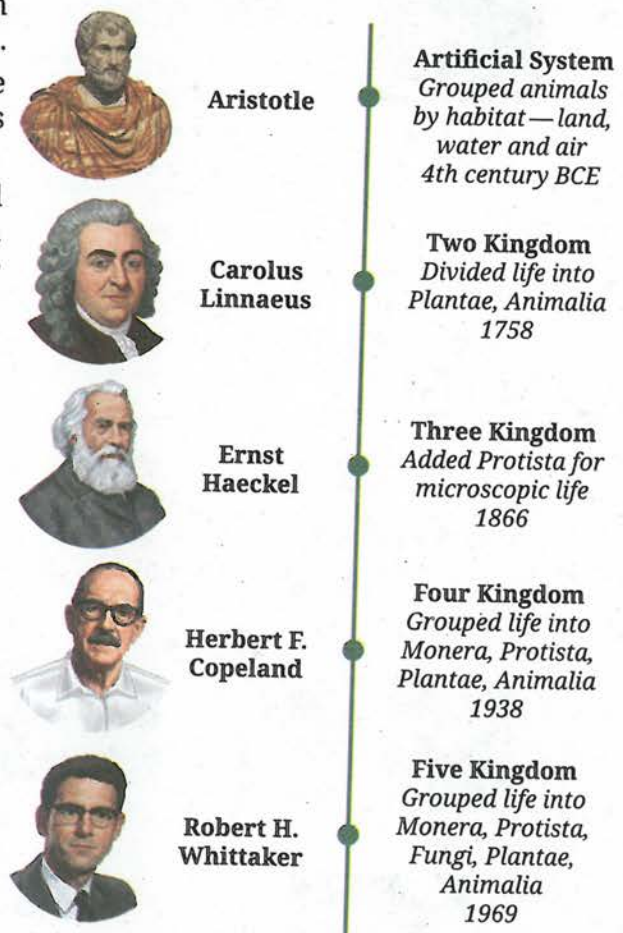 Aristotle
Artificial System
Grouped animals
by habitat — land,
water and air
4th century BCE
Carolus
Linnaeus
Two Kingdom
Divided life into
Plantae, Animalia
1758
Ernst
Haeckel
Three Kingdom
Added Protista for
microscopic life
1866
Herbert F.
Copeland
Four Kingdom
Grouped life into
Monera, Protista,
Plantae, Animalia
1938
Robert H.
Whittaker
Five Kingdom
Grouped life into
Monera, Protista,
Fungi, Plantae,
Animalia
1969